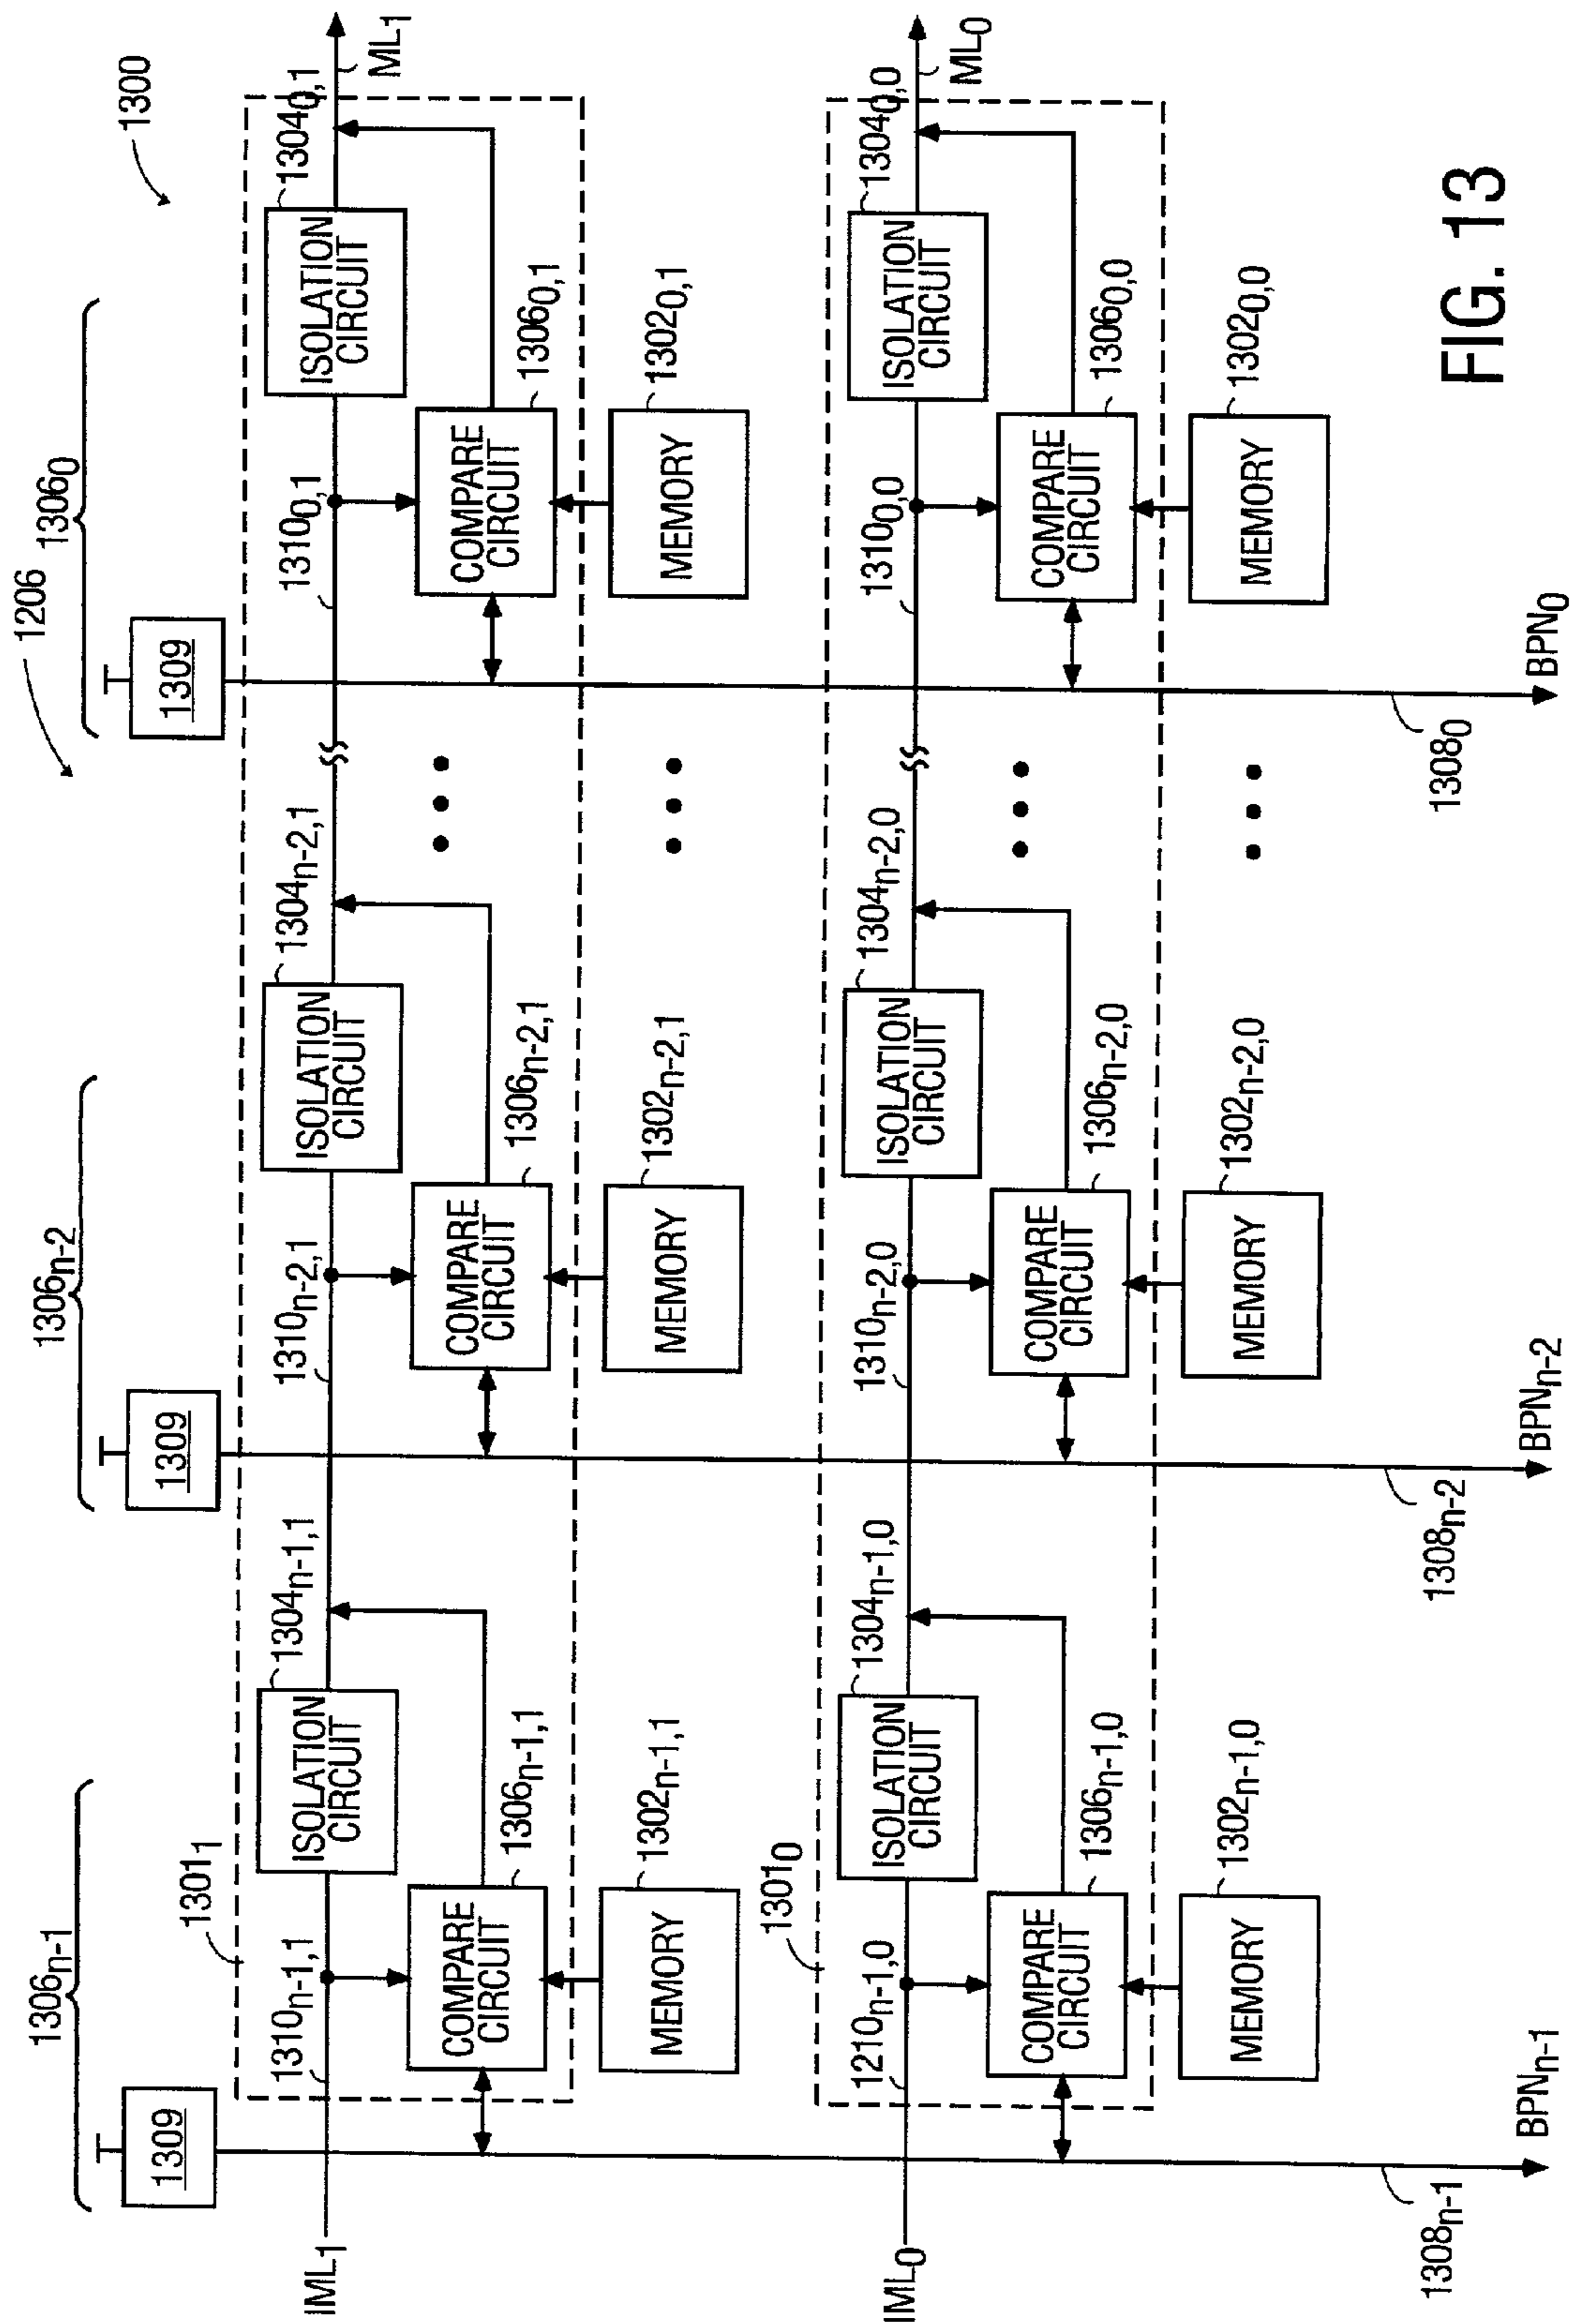 1206
1300
1306n-1
1306n-2
13060
1309
1309
1309
13011
1310n-1,1
1304n-1,1
1310n-2,1
1304n-2,1
13100,1
13040,1
IML1
ISOLATION CIRCUIT
ISOLATION CIRCUIT
ISOLATION CIRCUIT
ML1
COMPARE CIRCUIT
1306n-1,1
COMPARE CIRCUIT
1306n-2,1
COMPARE CIRCUIT
13060,1
MEMORY
1302n-1,1
MEMORY
1302n-2,1
MEMORY
13020,1
13010
1210n-1,0
1304n-1,0
1310n-2,0
1304n-2,0
13100,0
13040,0
IML0
ISOLATION CIRCUIT
ISOLATION CIRCUIT
ISOLATION CIRCUIT
ML0
COMPARE CIRCUIT
1306n-1,0
COMPARE CIRCUIT
1306n-2,0
COMPARE CIRCUIT
13060,0
MEMORY
1302n-1,0
MEMORY
1302n-2,0
MEMORY
13020,0
1308n-1
BPNn-1
1308n-2
BPNn-2
13080
BPN0
FIG. 13